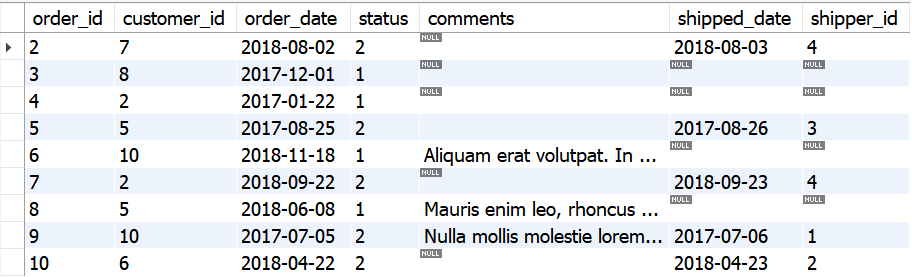 order_id customer_id order_date status comments shipped_date shipper_id
2 7 2018-08-02 2 NULL 2018-08-03 4
3 8 2017-12-01 1 NULL NULL NULL
4 2 2017-01-22 1 NULL NULL NULL
5 5 2017-08-25 2 2017-08-26 3
6 10 2018-11-18 1 Aliquam erat volutpat. In ... NULL NULL
7 2 2018-09-22 2 NULL 2018-09-23 4
8 5 2018-06-08 1 Mauris enim leo, rhoncus ... NULL NULL
9 10 2017-07-05 2 Nulla mollis molestie lorem... 2017-07-06 1
10 6 2018-04-22 2 NULL 2018-04-23 2